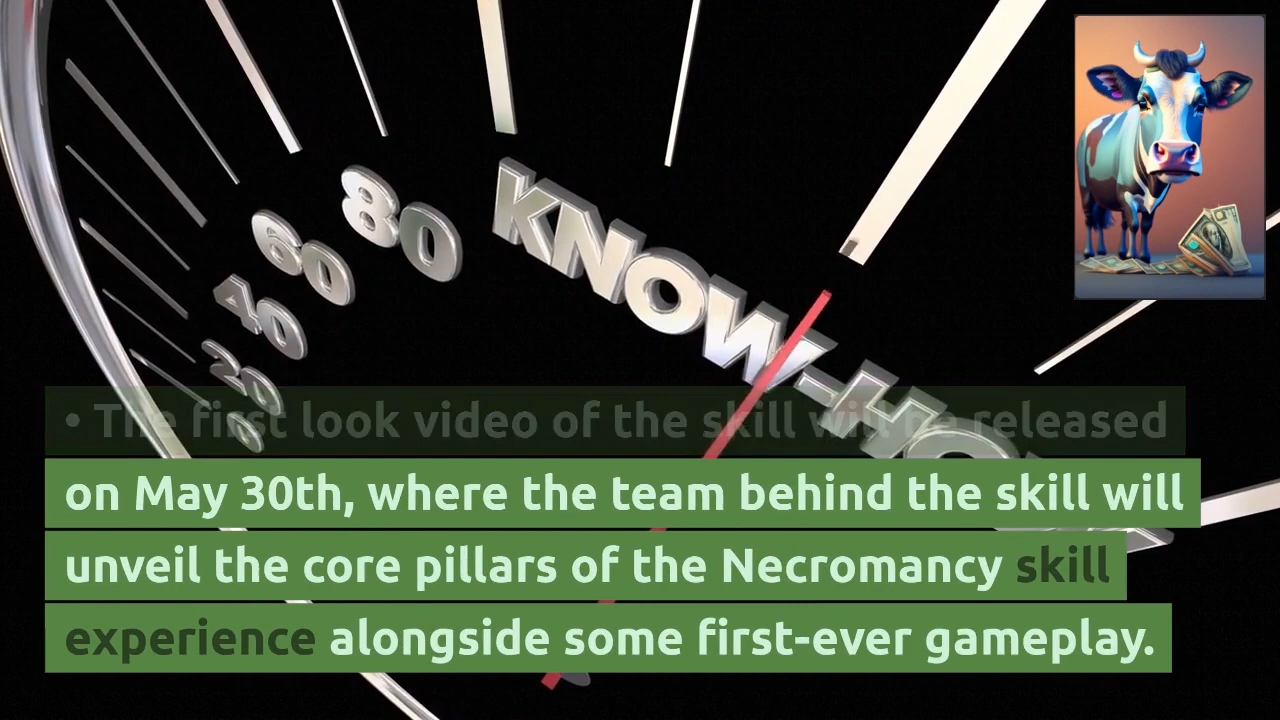 80
60
40
20
0
KNOW-HOW
• The first look video of the skill will be released
on May 30th, where the team behind the skill will
unveil the core pillars of the Necromancy skill
experience alongside some first-ever gameplay.